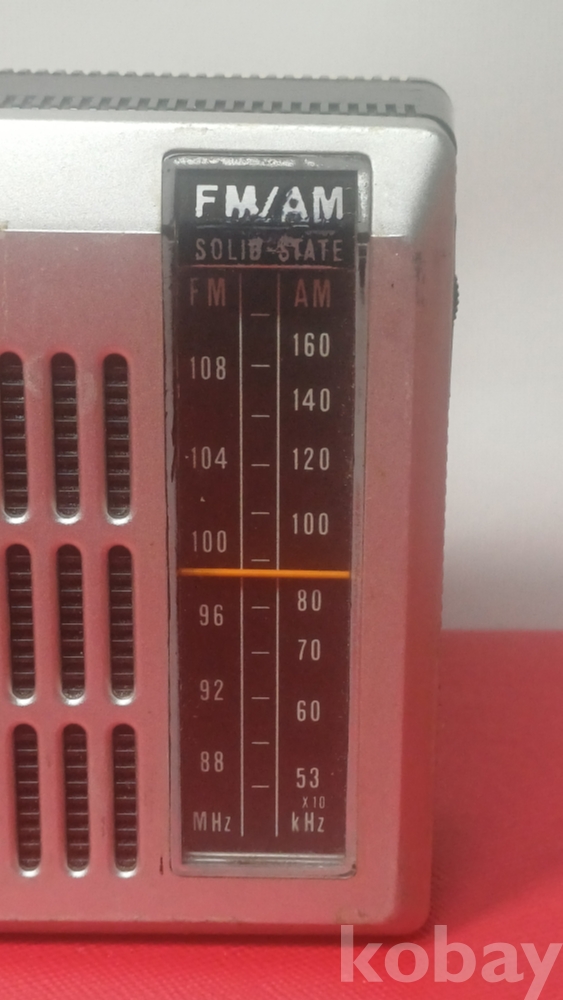 FM/AM
SOLID-STATE
FM AM
160
108
140
104 120
100
100
80
96
70
92
60
88
53
X10
MHz kHz
kobay